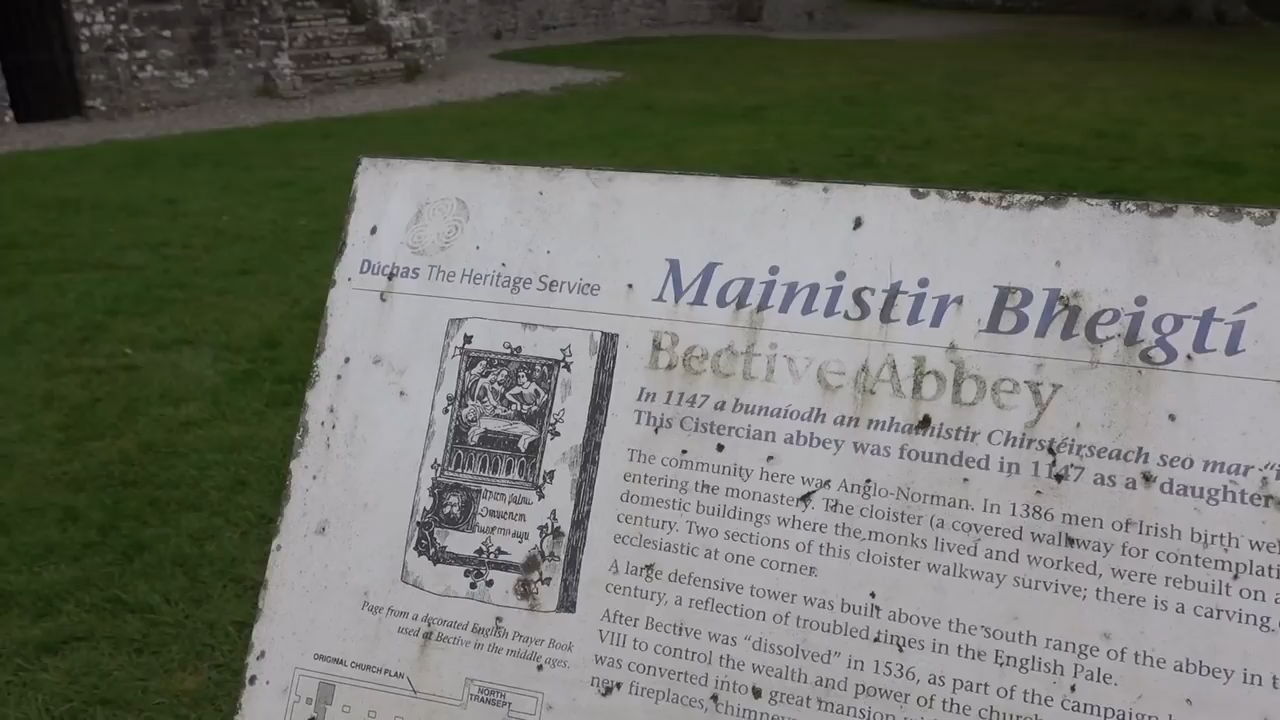 Dúchas The Heritage Service
Mainistir Bheigtí
Bective Abbey
In 1147 a bunaíodh an mhainistir Chirstéirseach seo mar
This Cistercian abbey was founded in 1147 as a "daughter
The community here was Anglo-Norman. In 1386 men of Irish birth
entering the monastery. The cloister (a covered walkway for
domestic buildings where the monks lived and worked, were rebuilt on
century. Two sections of this cloister walkway survive; there is a carving
ecclesiastic at one corner.
A large defensive tower was built above the south range of the abbey in
century, a reflection of troubled times in the English Pale.
After Bective was "dissolved" in 1536, as part of the campaign
VIII to control the wealth and power of the
was converted into a great mansion
new fireplaces,
Page from a decorated English Prayer Book
used at Bective in the middle ages.
ORIGINAL CHURCH PLAN
NORTH
TRANSEPT